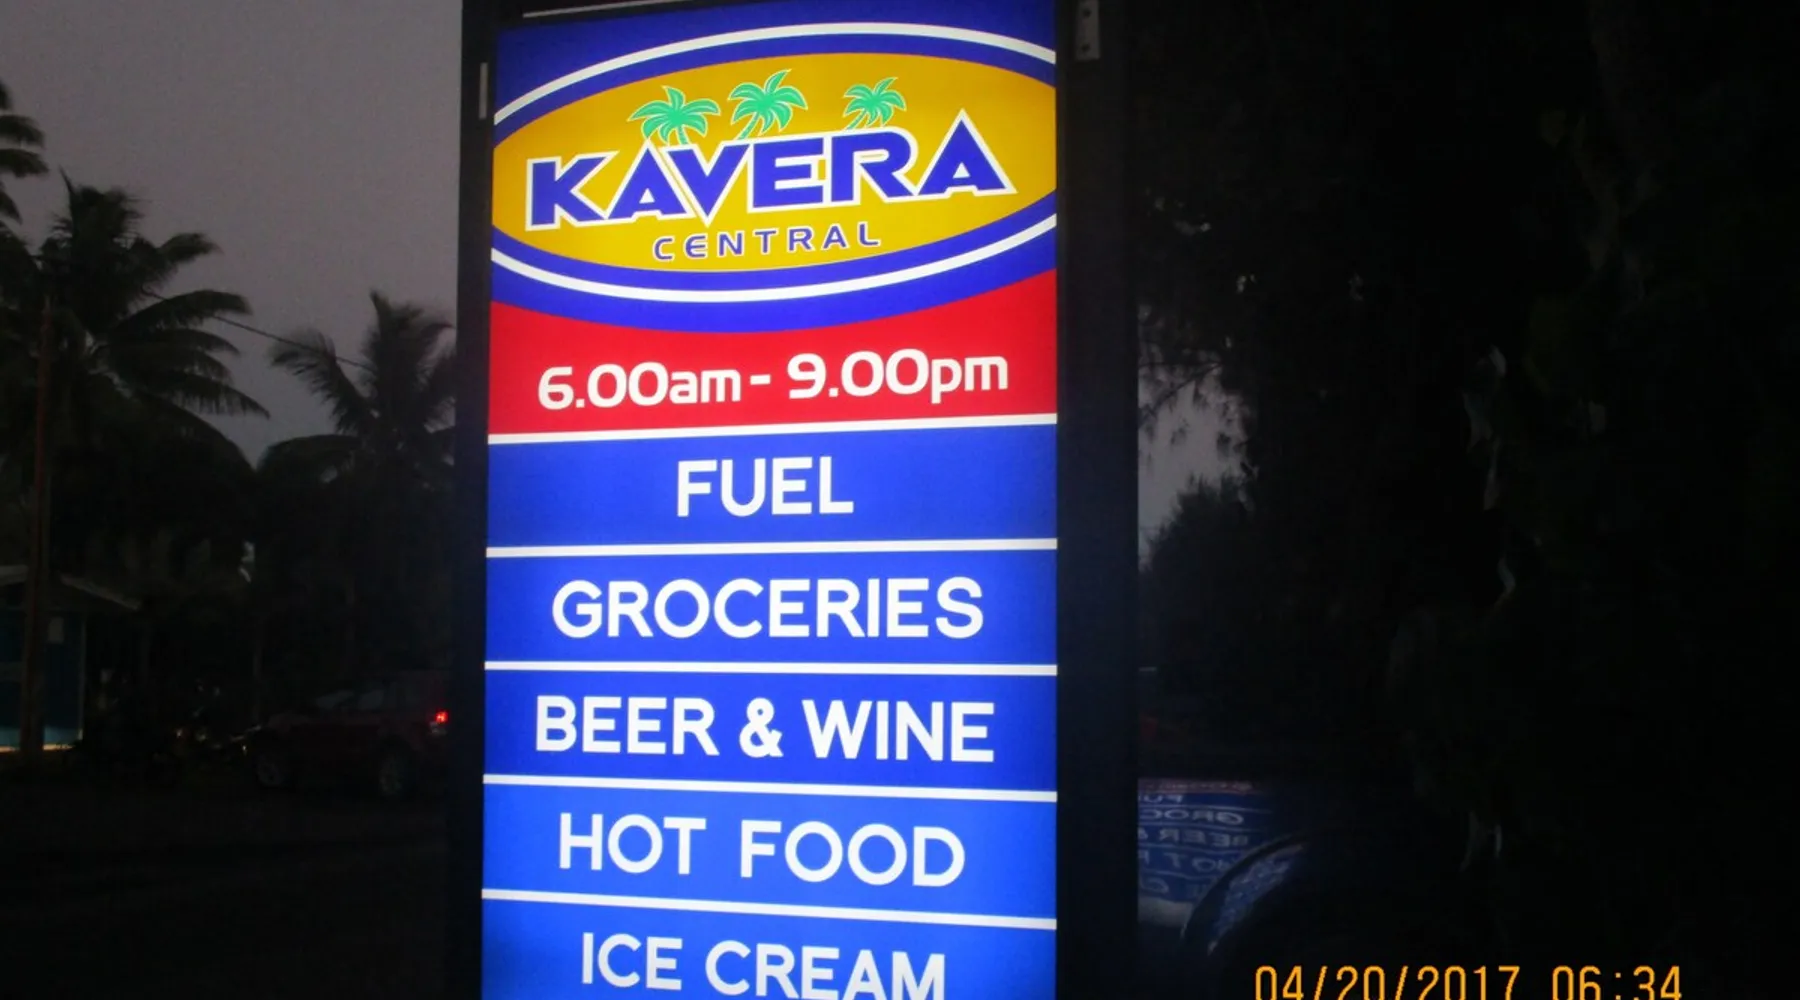 KAVERA
CENTRAL
6.00am - 9.00pm
FUEL
GROCERIES
BEER & WINE
HOT FOOD
ICE CREAM
04/20/2017 06:34